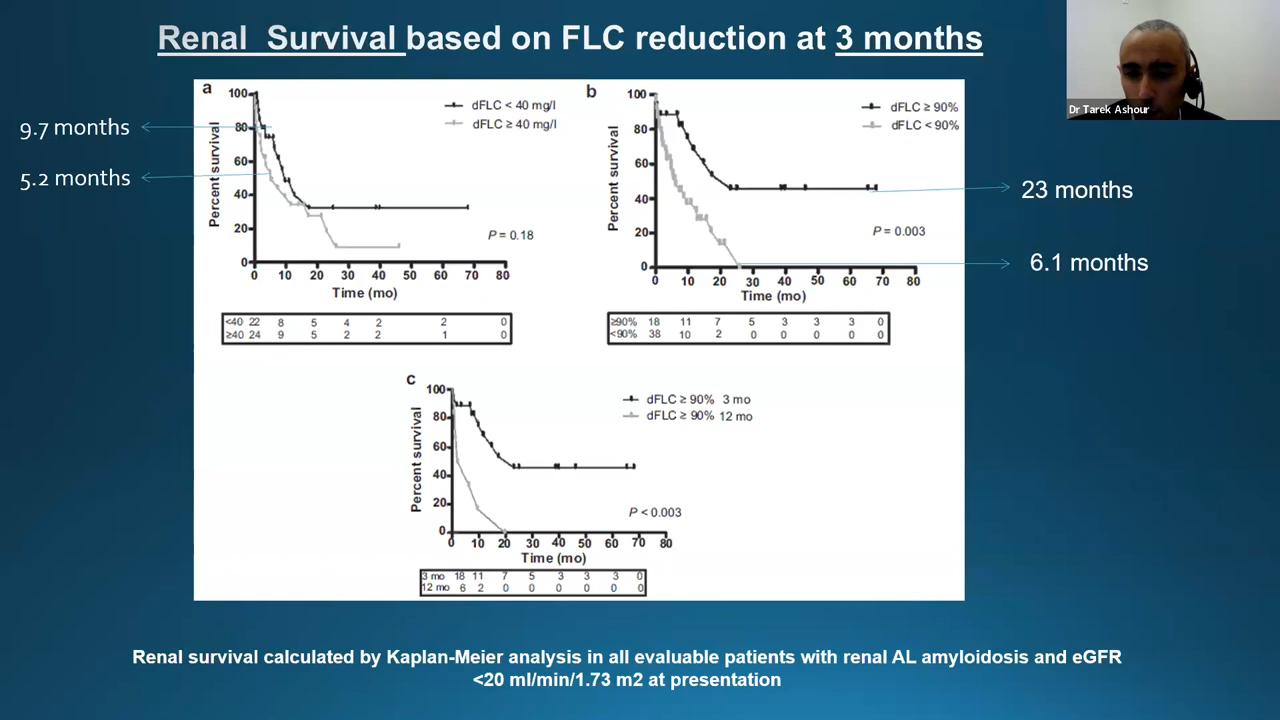 Renal Survival based on FLC reduction at 3 months
Dr Tarek Ashour
9.7 months
5.2 months
a
100
80
60
40
20
0
Percent survival
dFLC < 40 mg/l
dFLC ≥ 40 mg/l
P = 0.18
0 10 20 30 40 50 60 70 80
Time (mo)
<40 22 8 5 4 2 2 0
≥40 24 9 5 2 2 1 0
b
100
80
60
40
20
0
Percent survival
dFLC ≥ 90%
dFLC < 90%
P = 0.003
0 10 20 30 40 50 60 70 80
Time (mo)
≥90% 18 11 7 5 3 3 3 0
<90% 38 10 2 0 0 0 0 0
23 months
6.1 months
c
100
80
60
40
20
0
Percent survival
dFLC ≥ 90% 3 mo
dFLC ≥ 90% 12 mo
P < 0.003
0 10 20 30 40 50 60 70 80
Time (mo)
3 mo 18 11 7 5 3 3 3 0
12 mo 6 2 0 0 0 0 0 0
Renal survival calculated by Kaplan-Meier analysis in all evaluable patients with renal AL amyloidosis and eGFR
<20 ml/min/1.73 m2 at presentation